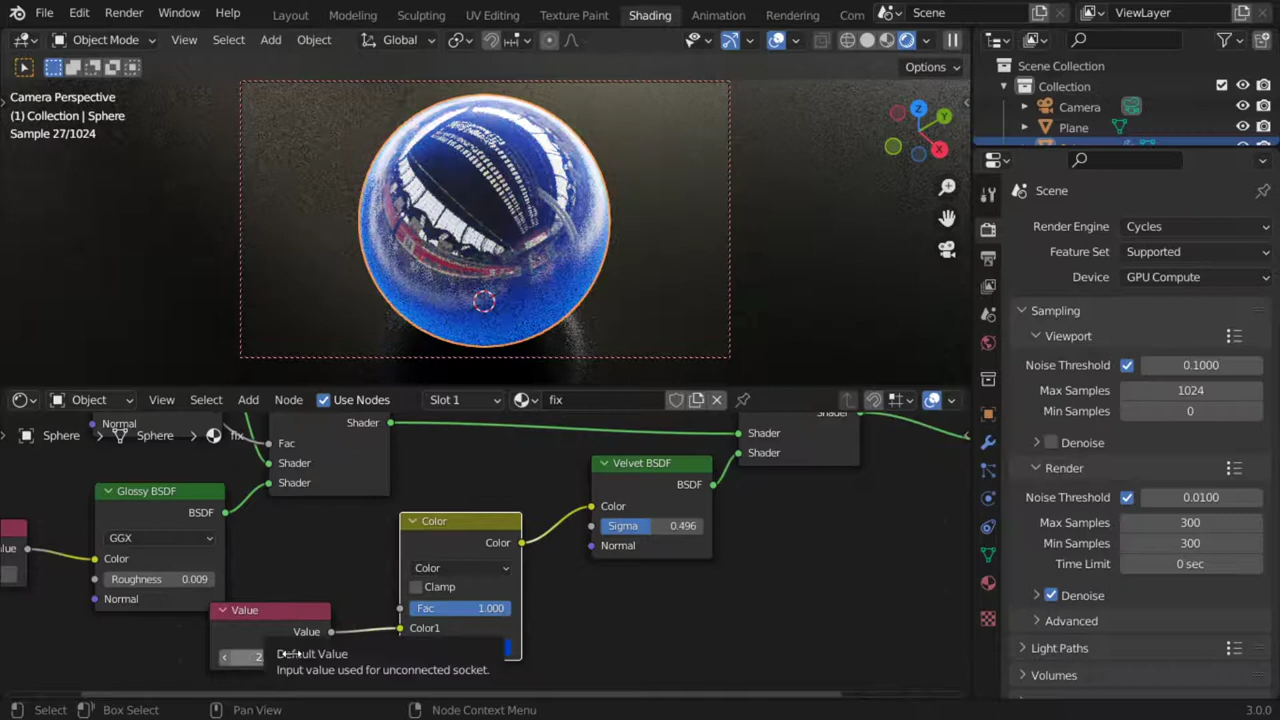 File Edit Render Window Help Layout Modeling Sculpting UV Editing Texture Paint Shading Animation Rendering Com Scene ViewLayer
Object Mode View Select Add Object Global
Options
Camera Perspective
(1) Collection | Sphere
Sample 27/1024
Z
Y
X
Scene Collection
Collection
Camera
Plane
Scene
Render Engine Cycles
Feature Set Supported
Device GPU Compute
Sampling
Viewport
Noise Threshold 0.1000
Max Samples 1024
Min Samples 0
Denoise
Render
Noise Threshold 0.0100
Max Samples 300
Min Samples 300
Time Limit 0 sec
Denoise
Advanced
Light Paths
Volumes
Object View Select Add Node Use Nodes Slot 1 fix
Normal
Sphere Sphere fix
Shader
Fac
Shader
Shader
Shader
Shader
Shader
Glossy BSDF
BSDF
GGX
Color
Roughness 0.009
Normal
Value
Value
2
Color
Color
Color
Clamp
Fac 1.000
Color1
Velvet BSDF
BSDF
Color
Sigma 0.496
Normal
Default Value
Input value used for unconnected socket.
Select Box Select Pan View Node Context Menu 3.0.0